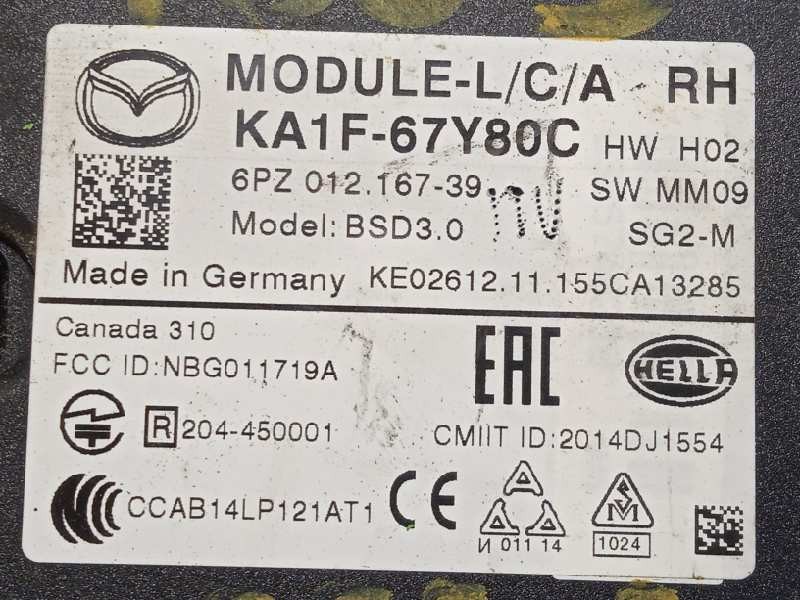 MODULE-L/C/A RH
KA1F-67Y80C HW H02
6PZ 012.167-39 SW MM09
Model: BSD3.0 SG2-M
Made in Germany KE02612.11.155CA13285
Canada 310
FCC ID: NBG011719A
EAC
HELLA
R 204-450001
CMIIT ID: 2014DJ1554
CCAB14LP121AT1
CE
И 011 14
1024